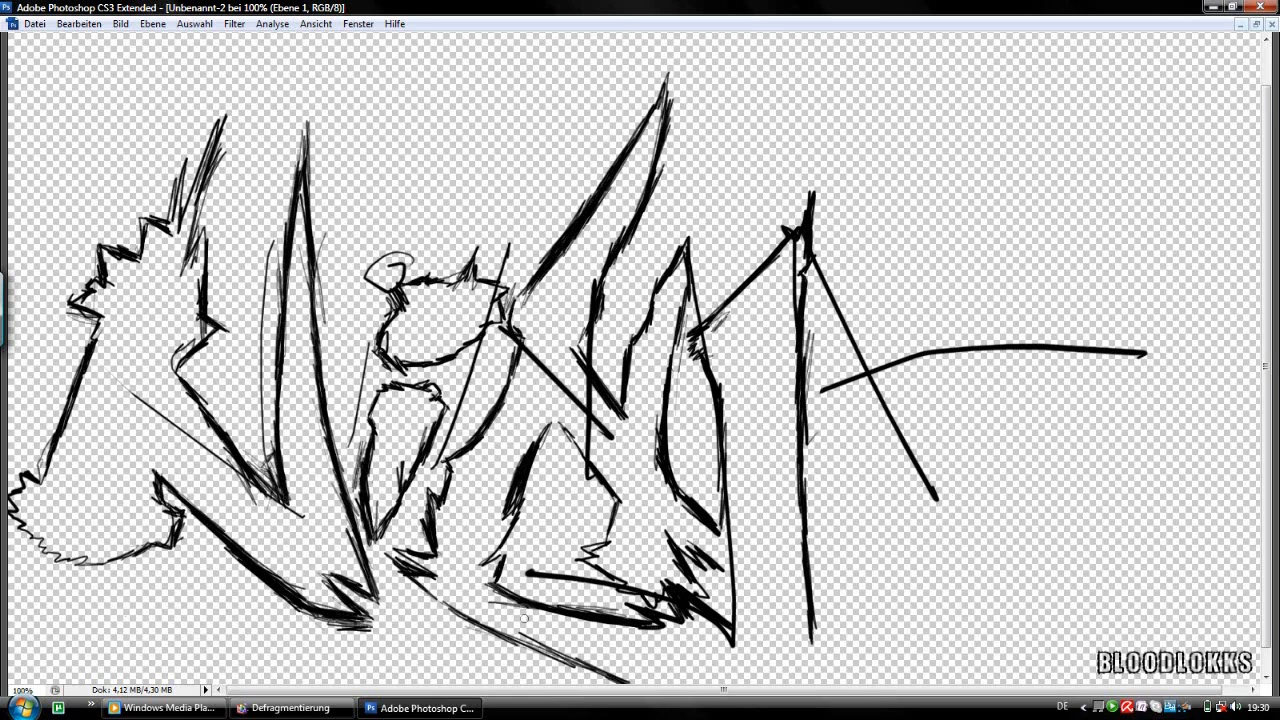 Adobe Photoshop CS3 Extended - [Unbenannt-2 bei 100% (Ebene 1, RGB/8)]
Datei Bearbeiten Bild Ebene Auswahl Filter Analyse Ansicht Fenster Hilfe
BLOODLOKKS
100% Dok: 4,12 MB/4,30 MB
Windows Media Pla... Defragmentierung Adobe Photoshop C... DE 19:30